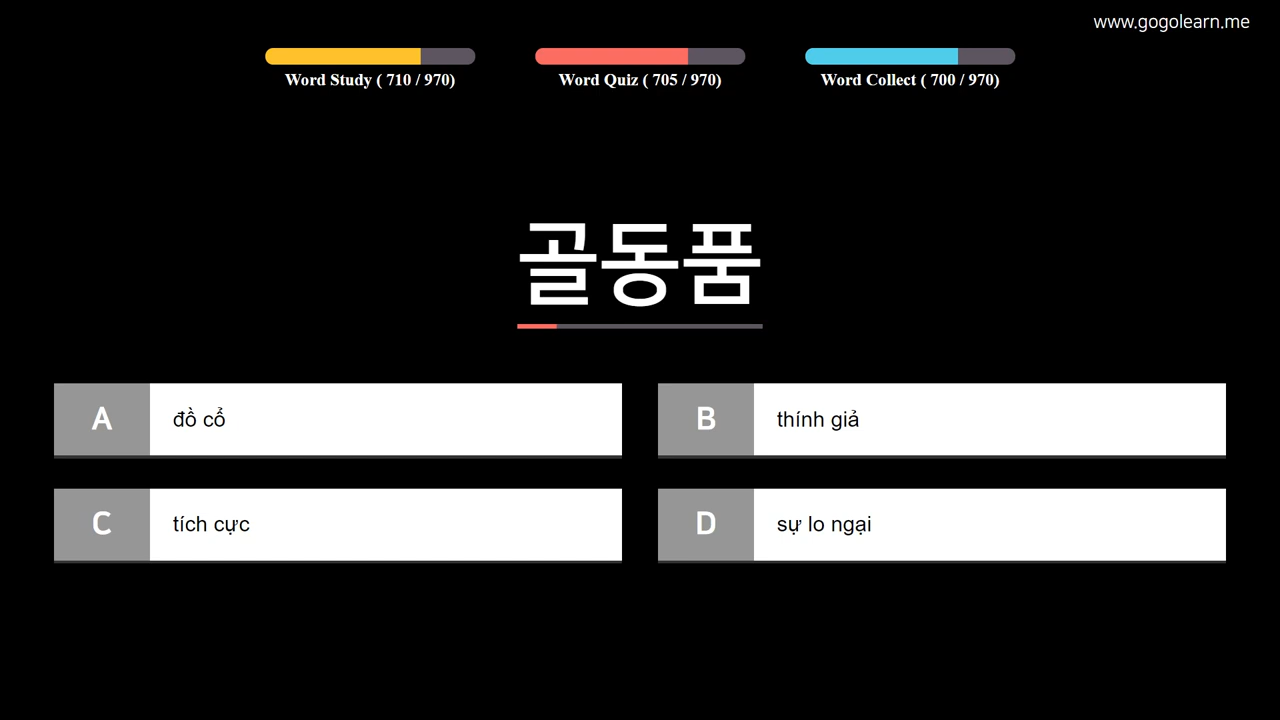 www.gogolearn.me
Word Study ( 710 / 970)
Word Quiz ( 705 / 970)
Word Collect ( 700 / 970)
골동품
A đồ cổ
B thính giả
C tích cực
D sự lo ngại